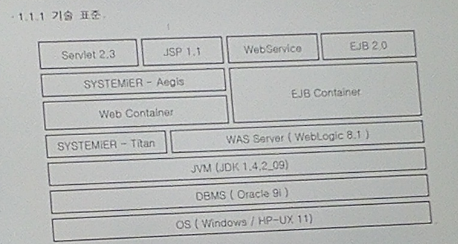 1.1.1 기술 표준
Servlet 2.3 JSP 1.1 WebService EJB 2.0
SYSTEMiER - Aegis
EJB Container
Web Container
SYSTEMiER - Titan WAS Server ( WebLogic 8.1 )
JVM (JDK 1.4.2_09)
DBMS ( Oracle 9i )
OS ( Windows / HP-UX 11)